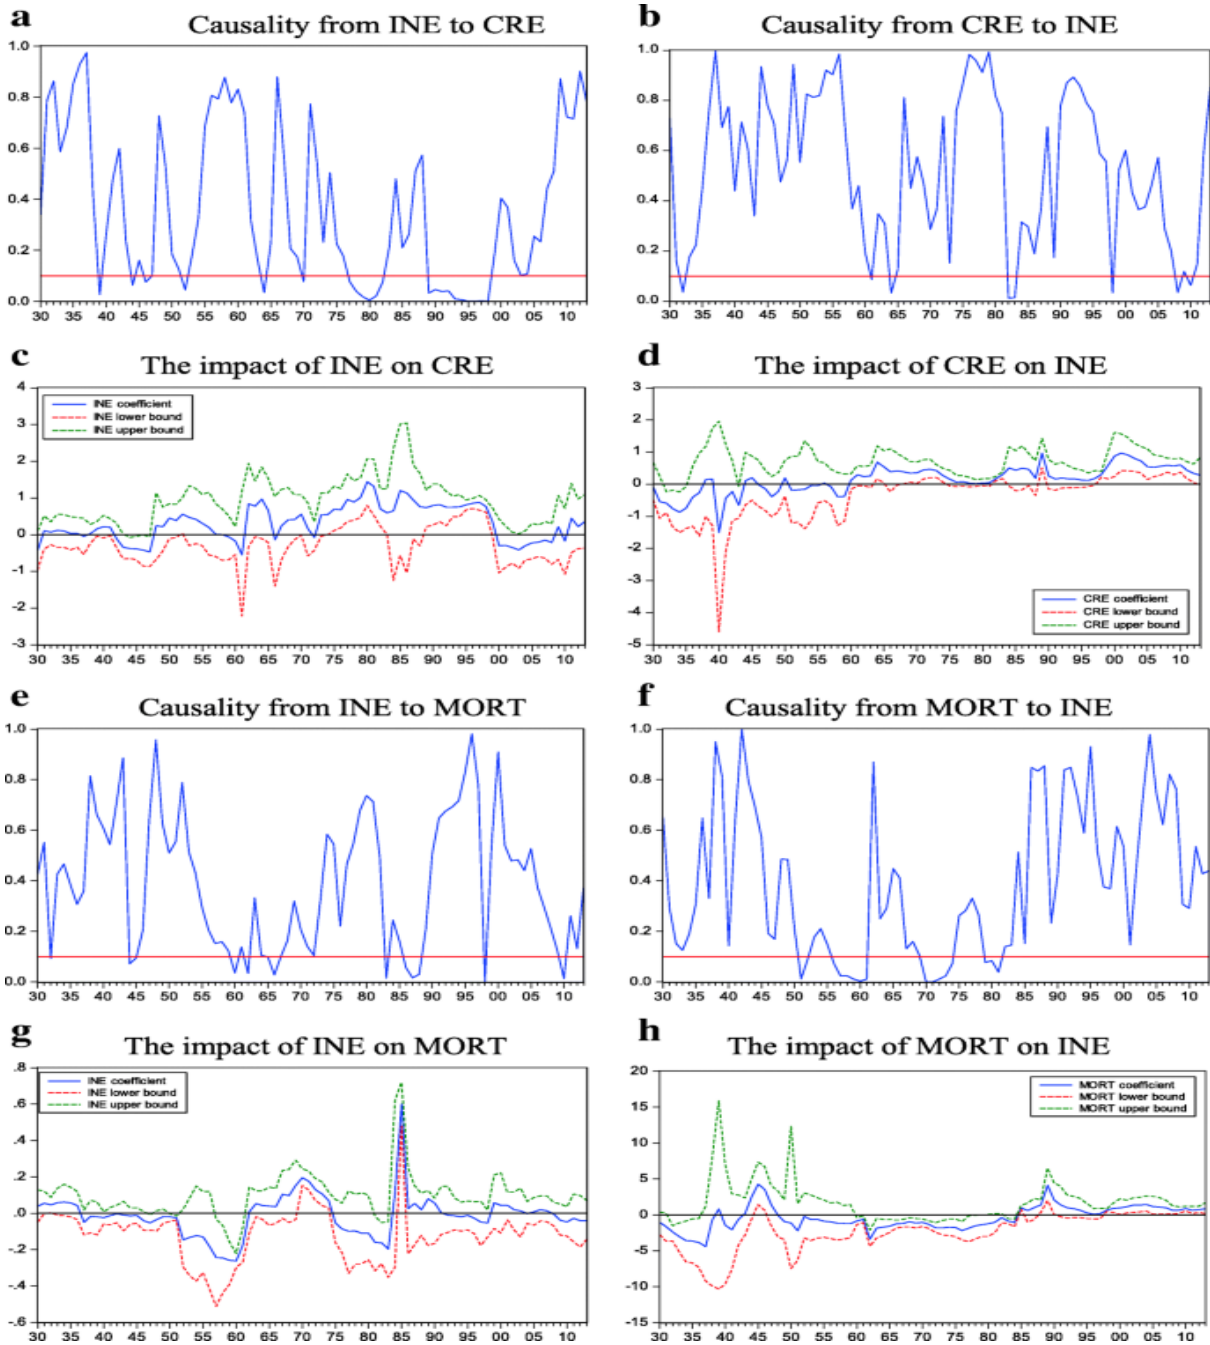 a
Causality from INE to CRE
1.0
0.8
0.6
0.4
0.2
0.0
30 35 40 45 50 55 60 65 70 75 80 85 90 95 00 05 10
b
Causality from CRE to INE
1.0
0.8
0.6
0.4
0.2
0.0
30 35 40 45 50 55 60 65 70 75 80 85 90 95 00 05 10
c
The impact of INE on CRE
4
3
2
1
0
-1
-2
-3
INE coefficient
INE lower bound
INE upper bound
30 35 40 45 50 55 60 65 70 75 80 85 90 95 00 05 10
d
The impact of CRE on INE
3
2
1
0
-1
-2
-3
-4
-5
CRE coefficient
CRE lower bound
CRE upper bound
30 35 40 45 50 55 60 65 70 75 80 85 90 95 00 05 10
e
Causality from INE to MORT
1.0
0.8
0.6
0.4
0.2
0.0
30 35 40 45 50 55 60 65 70 75 80 85 90 95 00 05 10
f
Causality from MORT to INE
1.0
0.8
0.6
0.4
0.2
0.0
30 35 40 45 50 55 60 65 70 75 80 85 90 95 00 05 10
g
The impact of INE on MORT
.8
.6
.4
.2
.0
-.2
-.4
-.6
INE coefficient
INE lower bound
INE upper bound
30 35 40 45 50 55 60 65 70 75 80 85 90 95 00 05 10
h
The impact of MORT on INE
20
15
10
5
0
-5
-10
-15
MORT coefficient
MORT lower bound
MORT upper bound
30 35 40 45 50 55 60 65 70 75 80 85 90 95 00 05 10